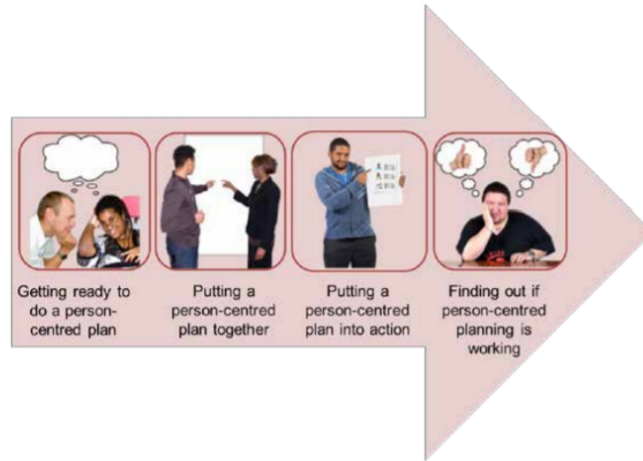 Getting ready to
do a person-
centred plan
Putting a
person-centred
plan together
Putting a
person-centred
plan into action
Finding out if
person-centred
planning is
working